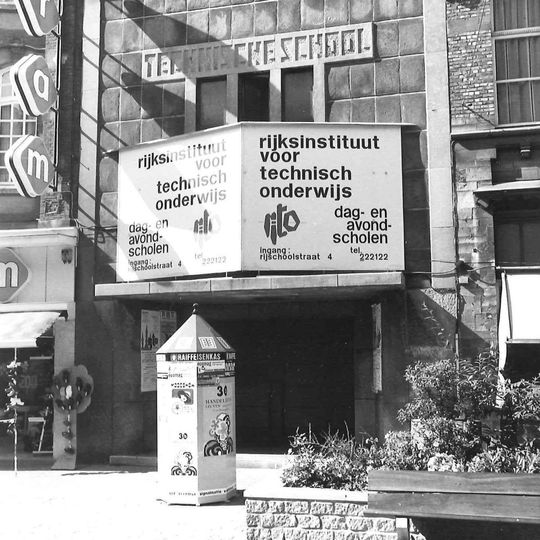 r
a
m
TECHNISCHE SCHOOL
rijksinstituut
voor
technisch
onderwijs
dag- en
avond-
scholen
rito
ingang :
rijschoolstraat 4
tel.
222122
rijksinstituut
voor
technisch
onderwijs
rito
dag- en
avond-
scholen
ingang :
rijschoolstraat 4
tel.
222122
m
RAIFFEISENKAS
30
30